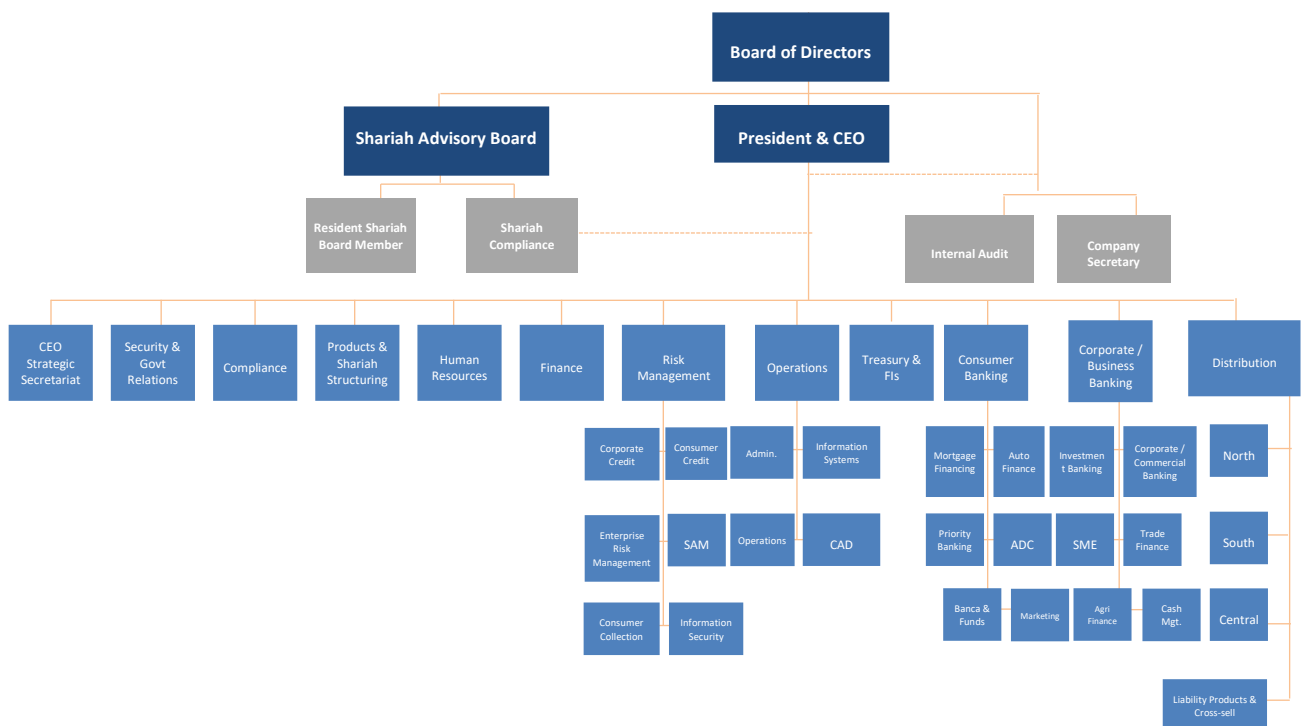 Board of Directors
Shariah Advisory Board
President & CEO
Resident Shariah
Board Member
Shariah
Compliance
Internal Audit
Company
Secretary
CEO
Strategic
Secretariat
Security &
Govt
Relations
Compliance
Products &
Shariah
Structuring
Human
Resources
Finance
Risk
Management
Operations
Treasury &
FIs
Consumer
Banking
Corporate /
Business
Banking
Distribution
Corporate
Credit
Consumer
Credit
Admin.
Information
Systems
Mortgage
Financing
Auto
Finance
Investmen
t Banking
Corporate /
Commercial
Banking
North
Enterprise
Risk
Management
SAM
Operations
CAD
Priority
Banking
ADC
SME
Trade
Finance
South
Consumer
Collection
Information
Security
Banca &
Funds
Marketing
Agri
Finance
Cash
Mgt.
Central
Liability Products &
Cross-sell